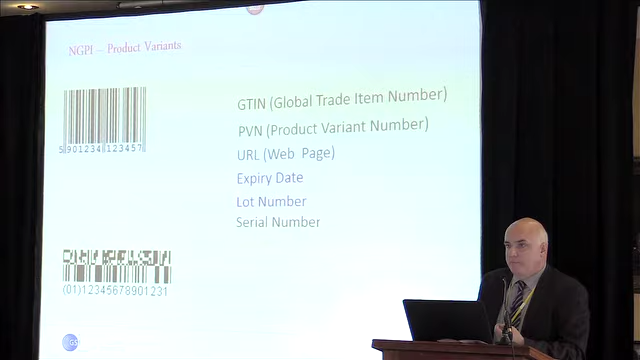 NGPI – Product Variants
GTIN (Global Trade Item Number)
PVN (Product Variant Number)
5 901234 123457
URL (Web Page)
Expiry Date
Lot Number
Serial Number
(01)12345678901231
GS1